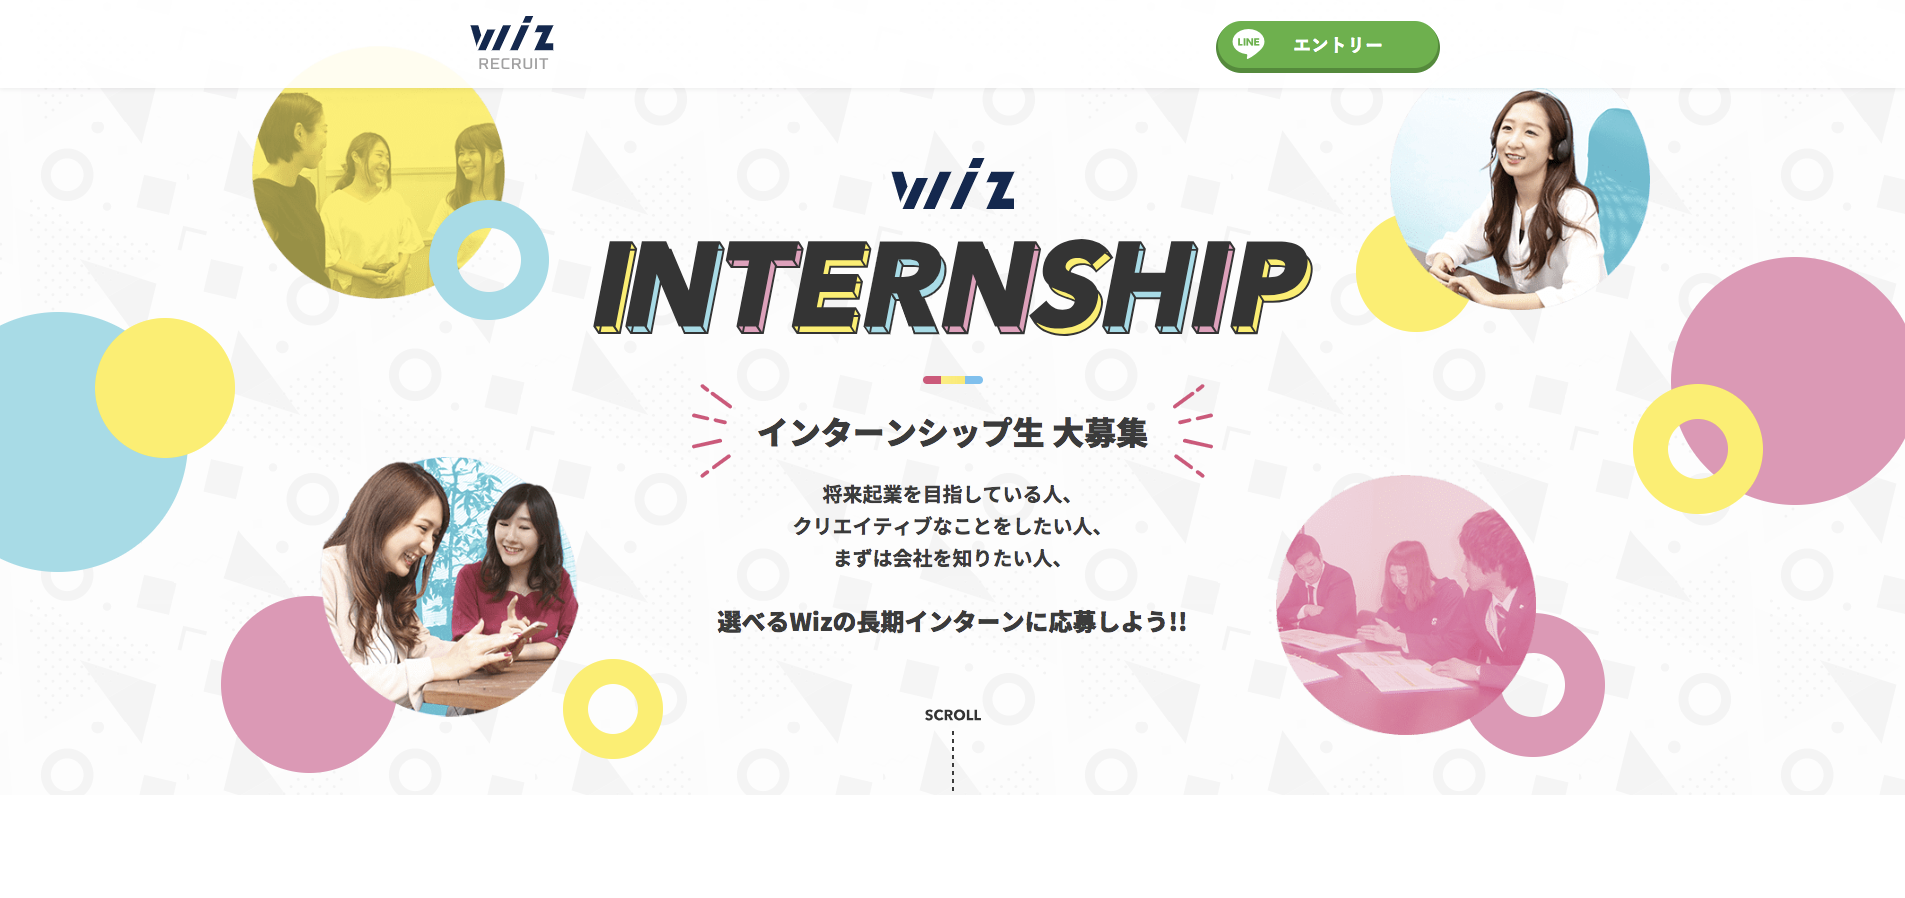 wiz
RECRUIT
LINE
エントリー
wiz
INTERNSHIP
インターンシップ生 大募集
将来起業を目指している人、
クリエイティブなことをしたい人、
まずは会社を知りたい人、
選べるWizの長期インターンに応募しよう!!
SCROLL